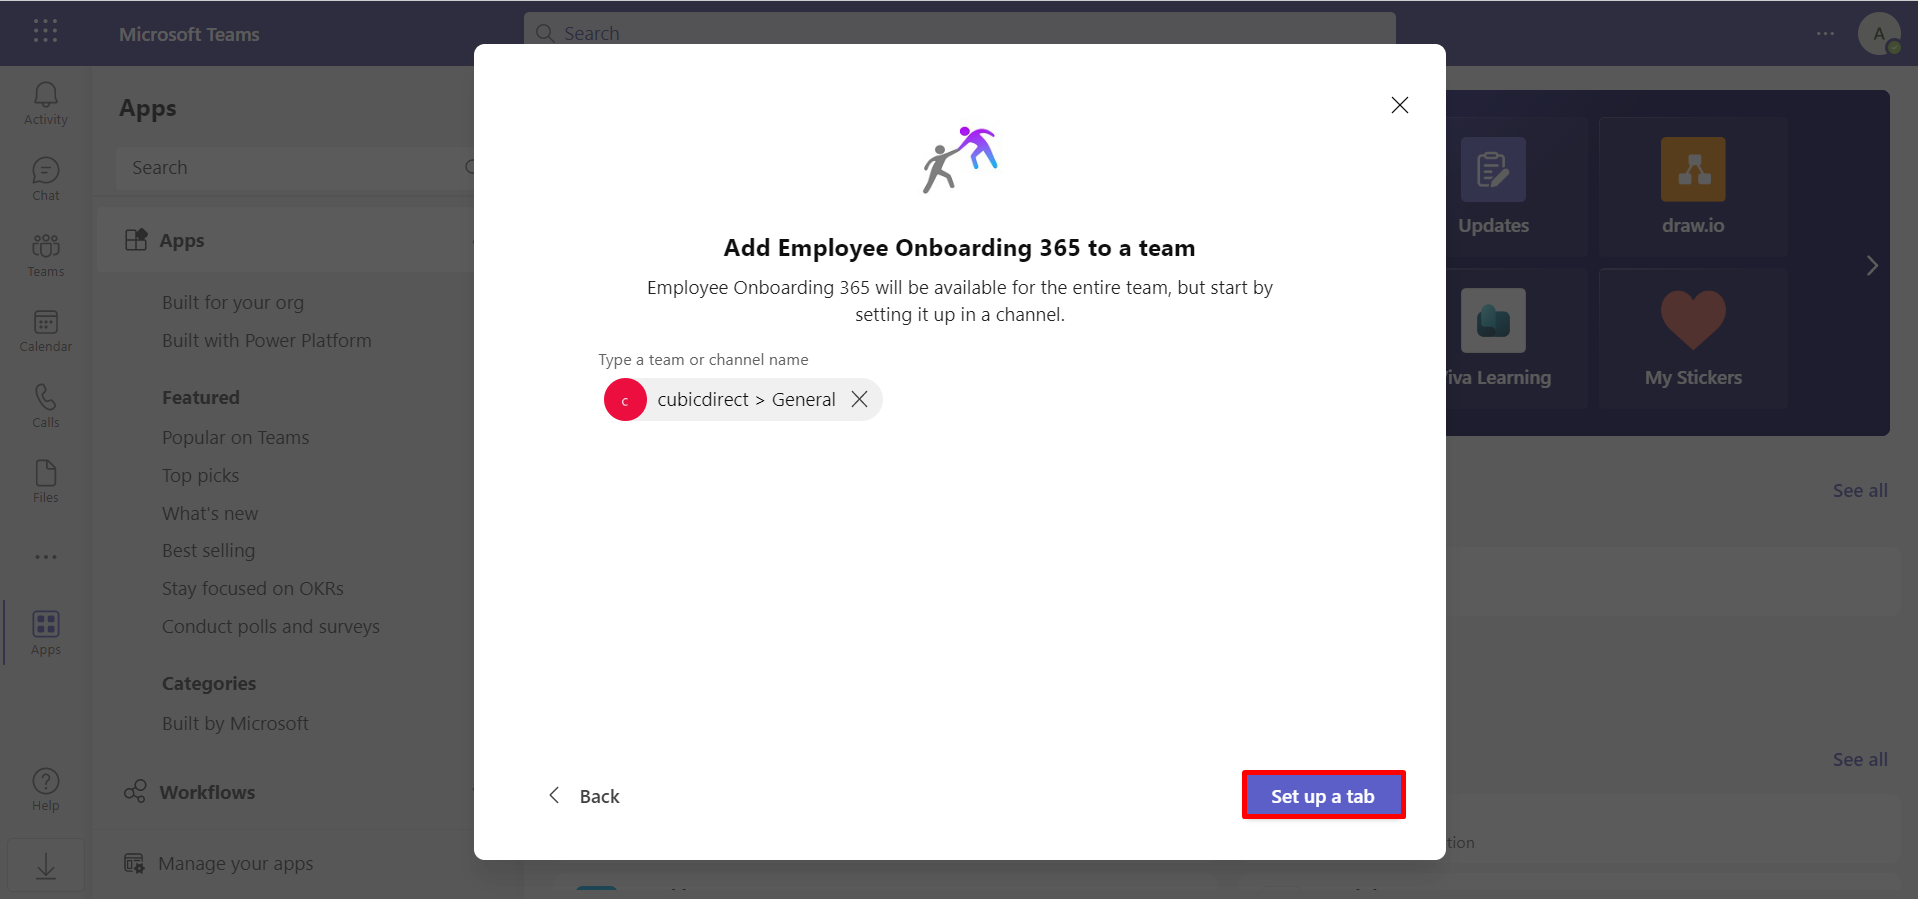 Microsoft Teams
Search
A
Activity
Chat
Teams
Calendar
Calls
Files
Apps
Help
Apps
Search
Apps
Built for your org
Built with Power Platform
Featured
Popular on Teams
Top picks
What's new
Best selling
Stay focused on OKRs
Conduct polls and surveys
Categories
Built by Microsoft
Workflows
Manage your apps
Add Employee Onboarding 365 to a team
Employee Onboarding 365 will be available for the entire team, but start by
setting it up in a channel.
Type a team or channel name
c
cubicdirect > General
Back
Set up a tab
Updates
draw.io
iva Learning
My Stickers
See all
See all
tion